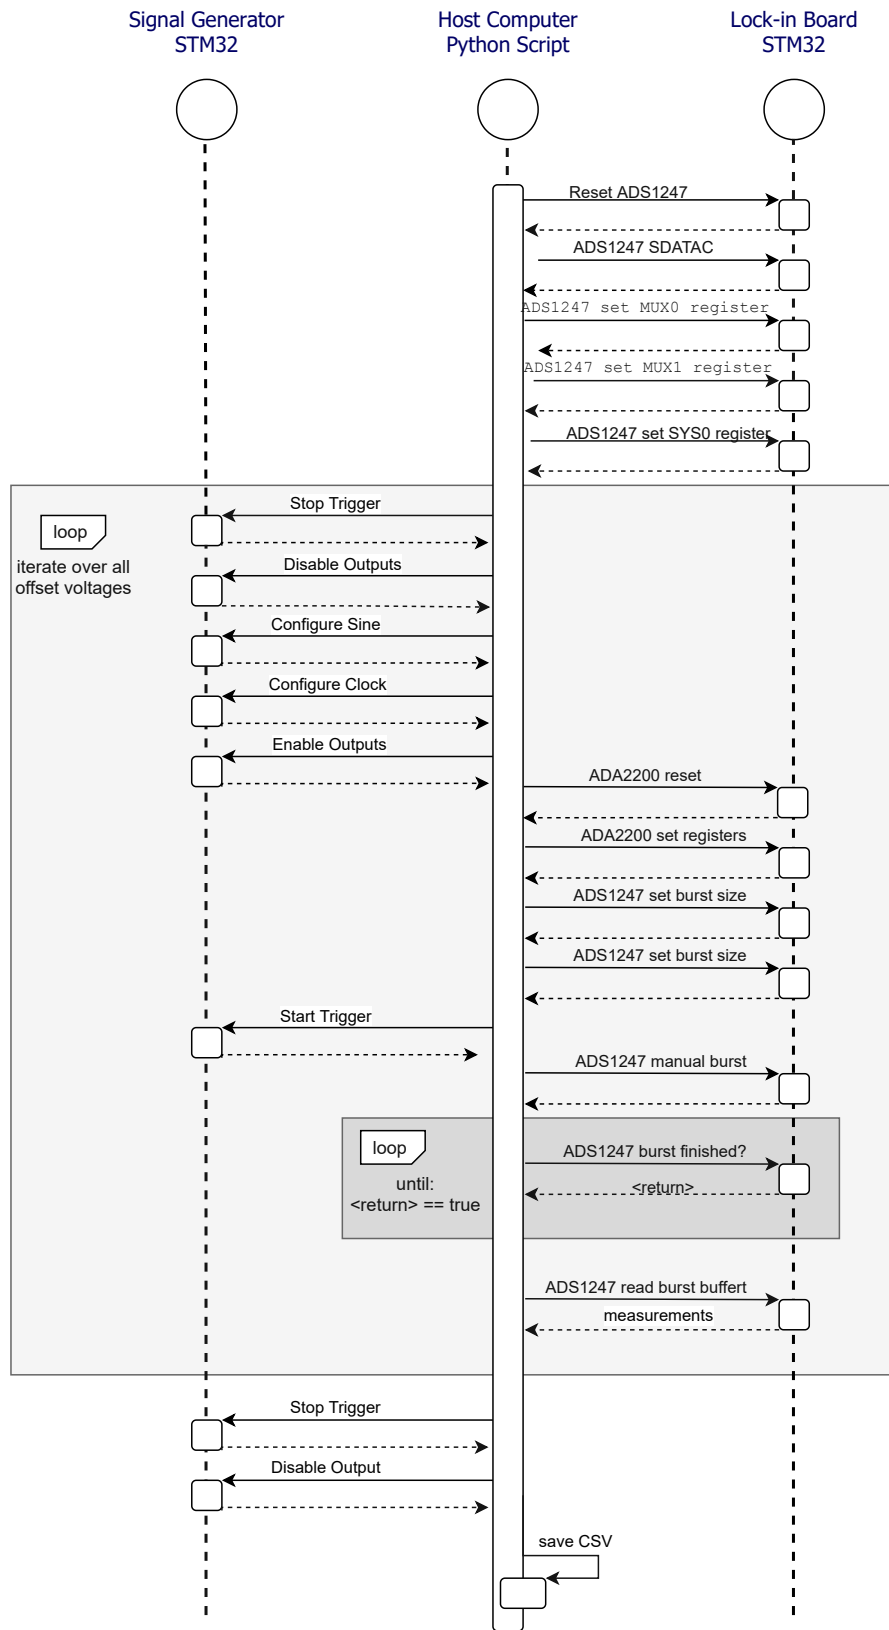 Signal Generator
STM32
Host Computer
Python Script
Lock-in Board
STM32
Reset ADS1247
ADS1247 SDATAC
ADS1247 set MUX0 register
ADS1247 set MUX1 register
ADS1247 set SYS0 register
loop
iterate over all
offset voltages
Stop Trigger
Disable Outputs
Configure Sine
Configure Clock
Enable Outputs
ADA2200 reset
ADA2200 set registers
ADS1247 set burst size
ADS1247 set burst size
Start Trigger
ADS1247 manual burst
loop
until:
<return> == true
ADS1247 burst finished?
<return>
ADS1247 read burst buffert
measurements
Stop Trigger
Disable Output
save CSV